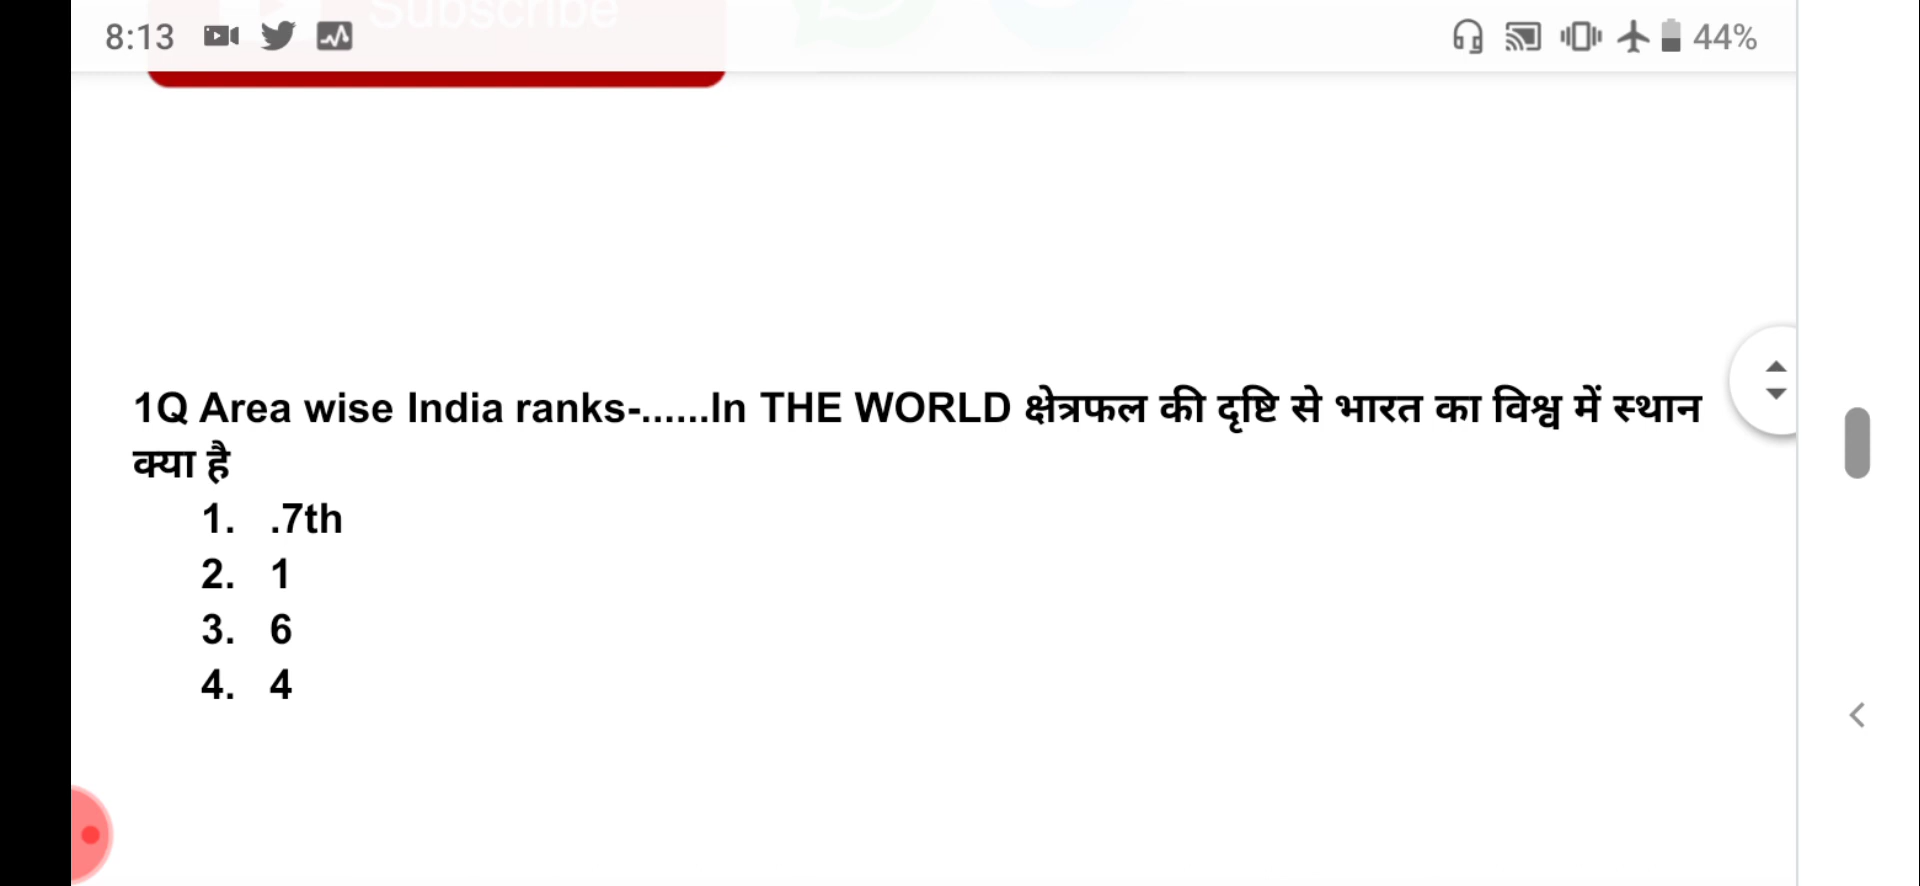 Subscribe
8:13 44%
1Q Area wise India ranks-......In THE WORLD क्षेत्रफल की दृष्टि से भारत का विश्व में स्थान
क्या है
1. .7th
2. 1
3. 6
4. 4